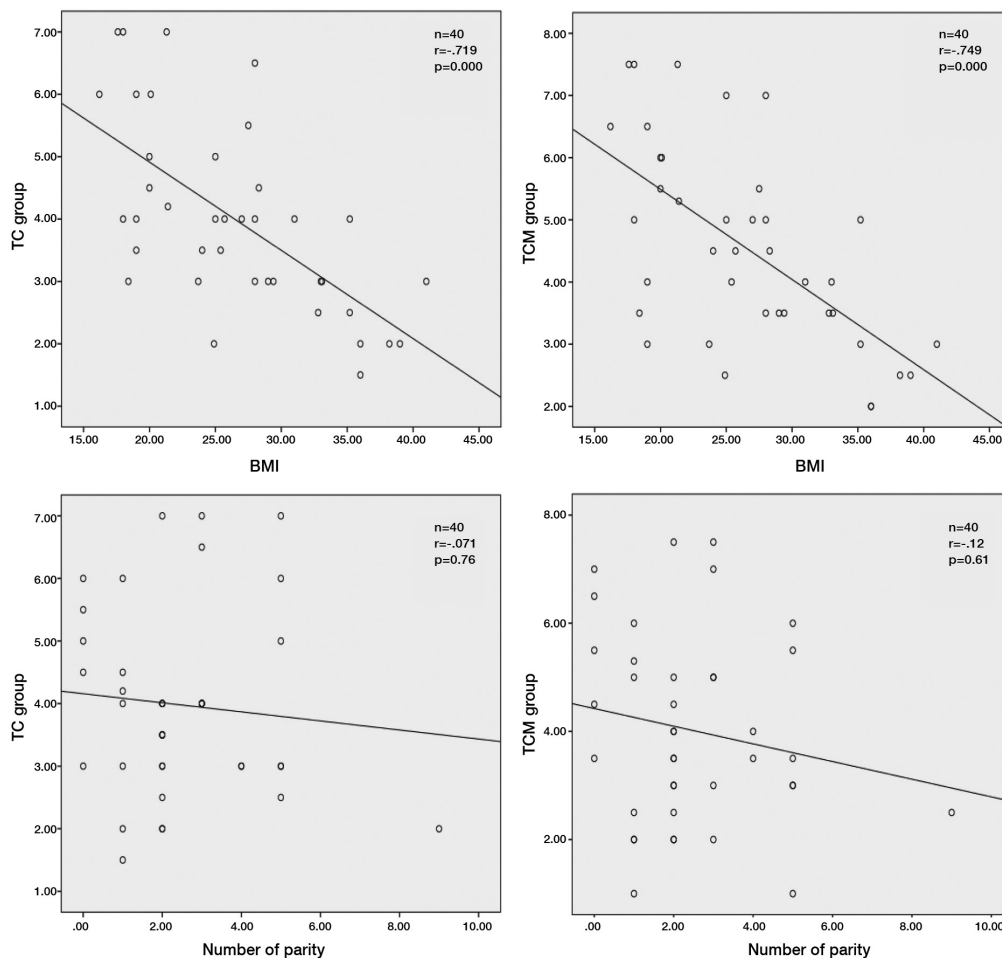 n=40
r=-.719
p=0.000
7.00
6.00
5.00
4.00
3.00
2.00
1.00
TC group
15.00 20.00 25.00 30.00 35.00 40.00 45.00
BMI
n=40
r=-.749
p=0.000
8.00
7.00
6.00
5.00
4.00
3.00
2.00
TCM group
15.00 20.00 25.00 30.00 35.00 40.00 45.00
BMI
n=40
r=-.071
p=0.76
7.00
6.00
5.00
4.00
3.00
2.00
1.00
TC group
.00 2.00 4.00 6.00 8.00 10.00
Number of parity
n=40
r=-.12
p=0.61
8.00
6.00
4.00
2.00
TCM group
.00 2.00 4.00 6.00 8.00 10.00
Number of parity